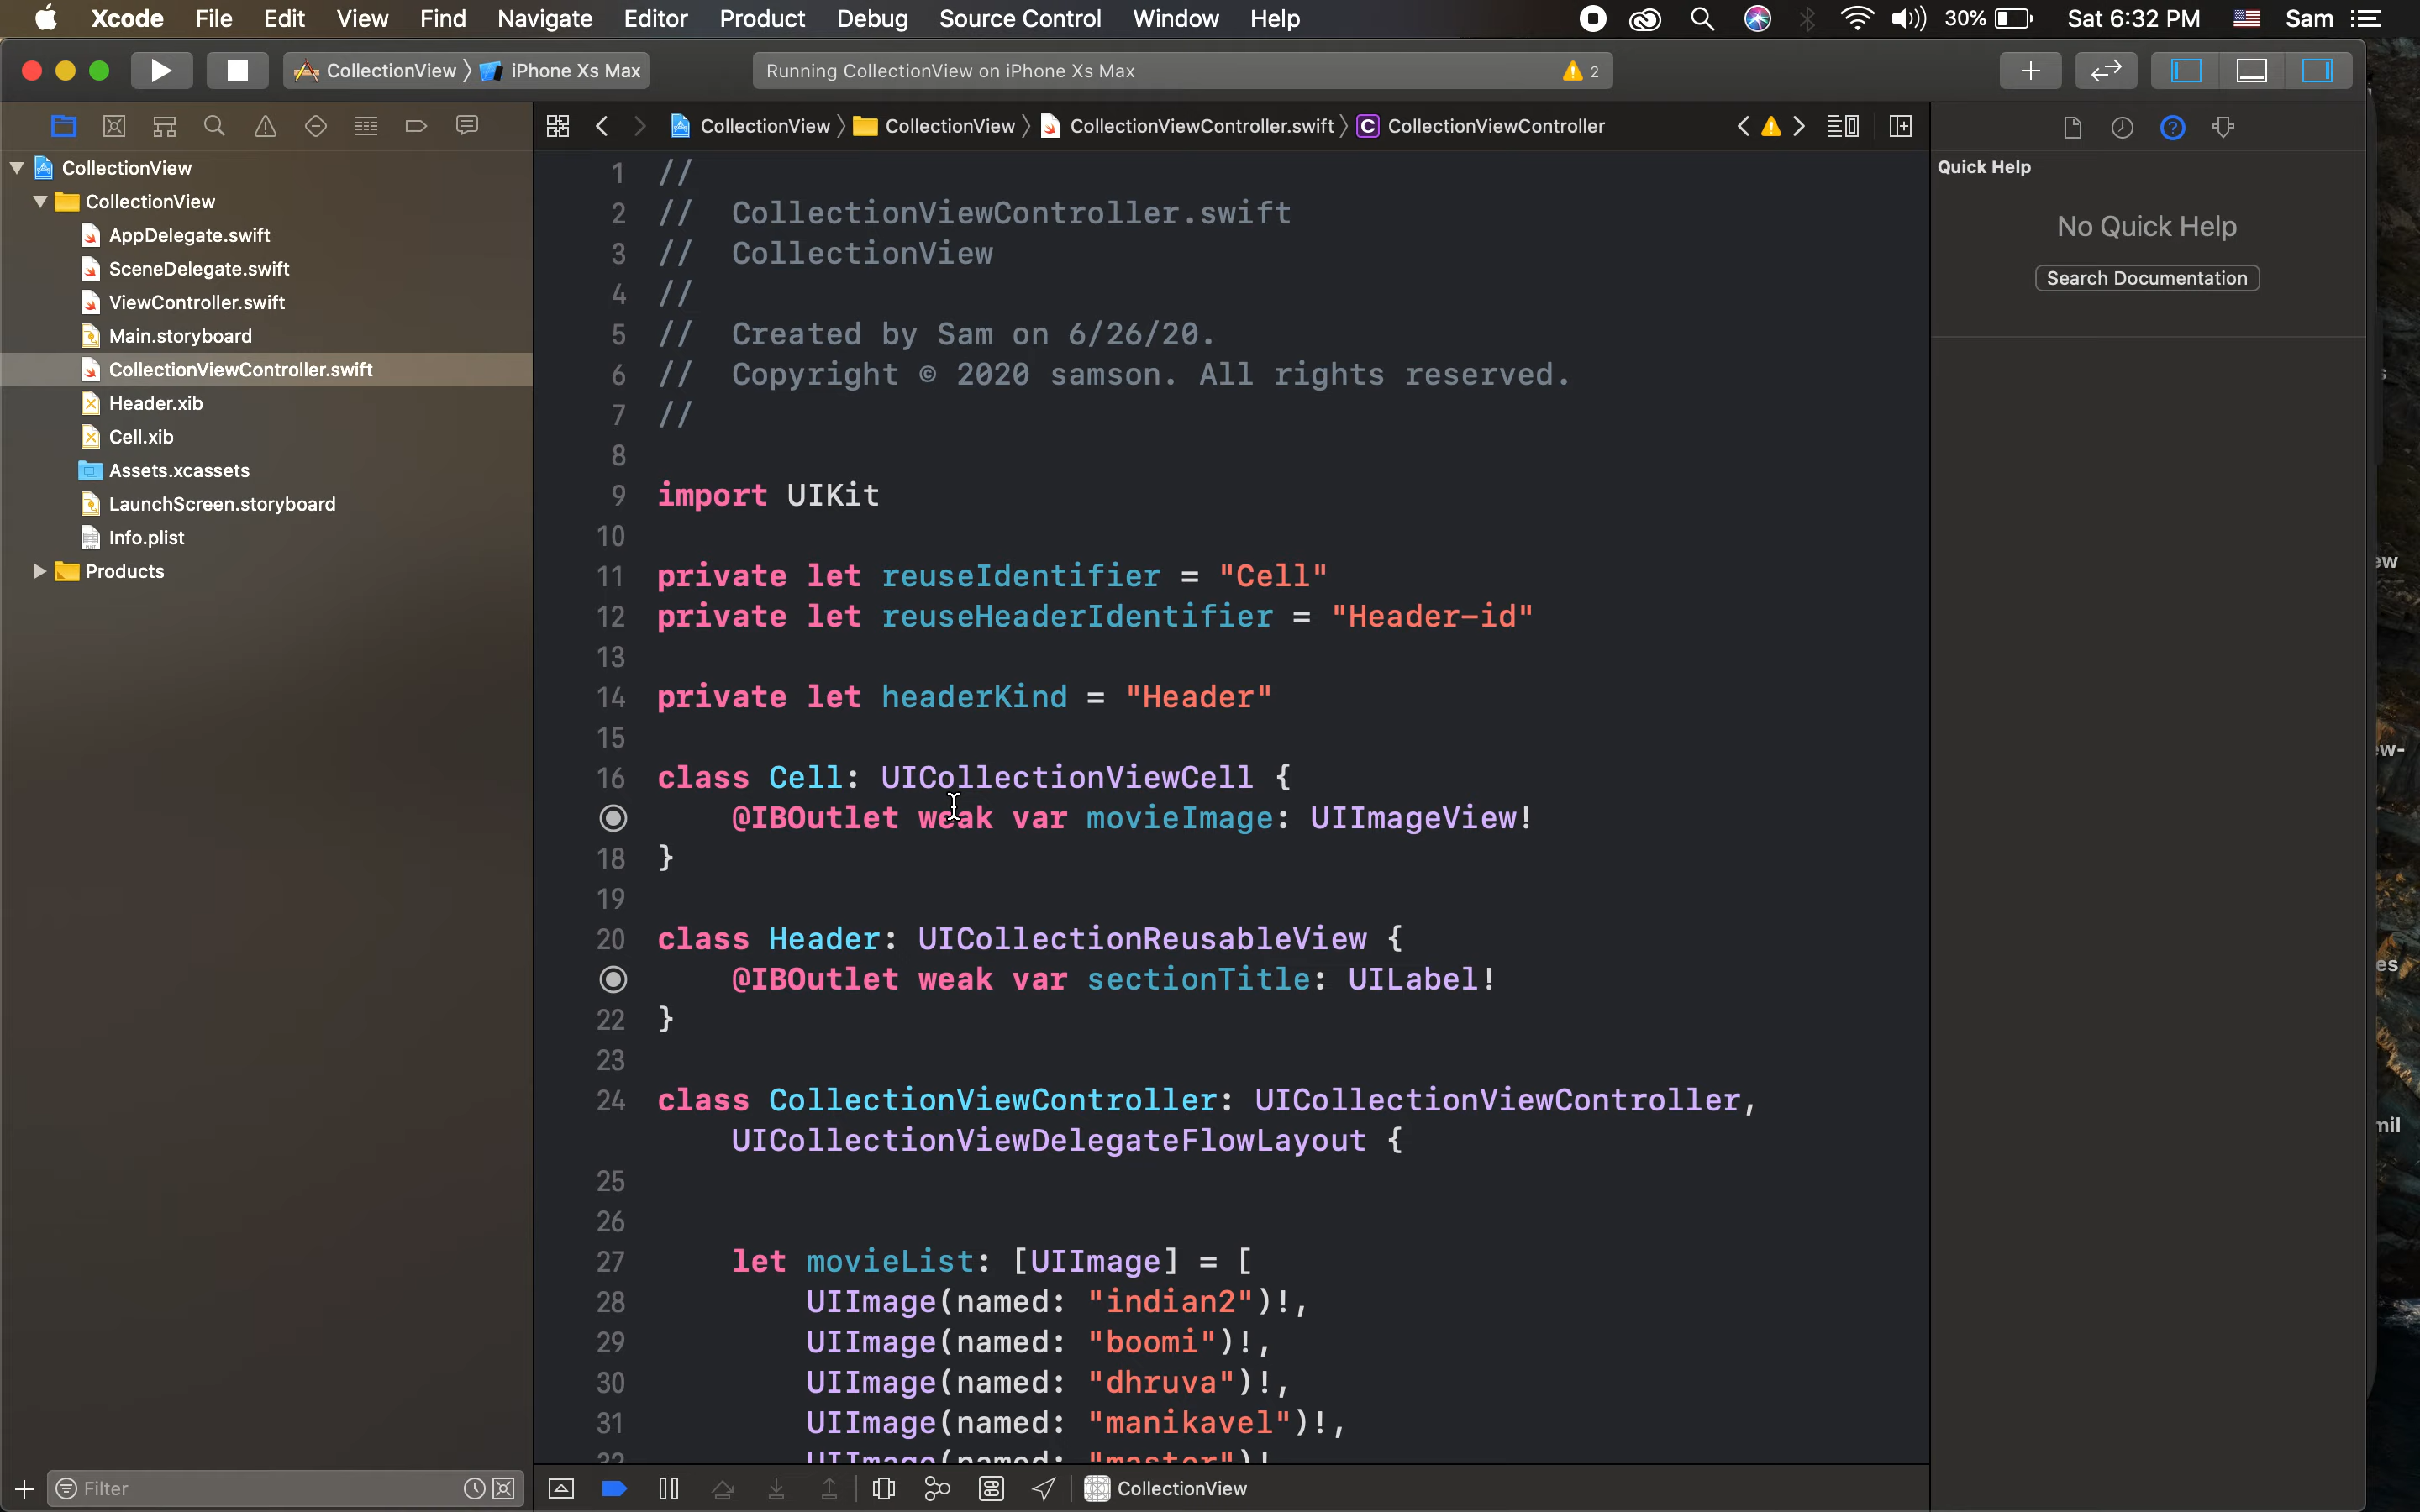 Xcode File Edit View Find Navigate Editor Product Debug Source Control Window Help 30% Sat 6:32 PM Sam
CollectionView iPhone Xs Max Running CollectionView on iPhone Xs Max 2
CollectionView CollectionView CollectionViewController.swift C CollectionViewController
CollectionView
CollectionView
AppDelegate.swift
SceneDelegate.swift
ViewController.swift
Main.storyboard
CollectionViewController.swift
Header.xib
Cell.xib
Assets.xcassets
LaunchScreen.storyboard
Info.plist
Products
Filter
1 //
2 // CollectionViewController.swift
3 // CollectionView
4 //
5 // Created by Sam on 6/26/20.
6 // Copyright © 2020 samson. All rights reserved.
7 //
8
9 import UIKit
10
11 private let reuseIdentifier = "Cell"
12 private let reuseHeaderIdentifier = "Header-id"
13
14 private let headerKind = "Header"
15
16 class Cell: UICollectionViewCell {
@IBOutlet weak var movieImage: UIImageView!
18 }
19
20 class Header: UICollectionReusableView {
@IBOutlet weak var sectionTitle: UILabel!
22 }
23
24 class CollectionViewController: UICollectionViewController,
UICollectionViewDelegateFlowLayout {
25
26
27 let movieList: [UIImage] = [
28 UIImage(named: "indian2")!,
29 UIImage(named: "boomi")!,
30 UIImage(named: "dhruva")!,
31 UIImage(named: "manikavel")!,
32 UIImage(named: "master")!
CollectionView
Quick Help
No Quick Help
Search Documentation